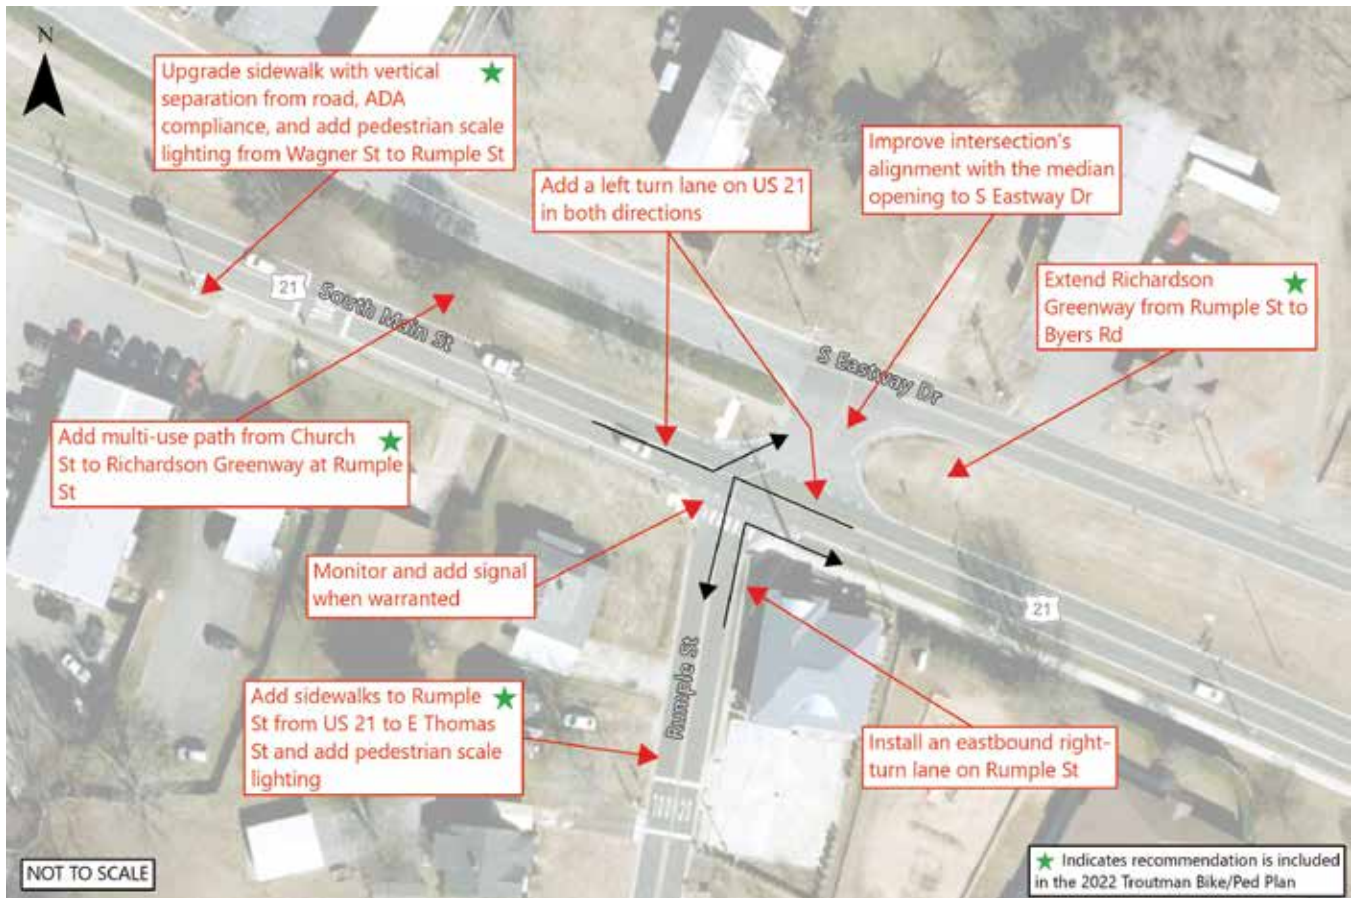 N
Upgrade sidewalk with vertical
separation from road, ADA
compliance, and add pedestrian scale
lighting from Wagner St to Rumple St
Improve intersection's
alignment with the median
opening to S Eastway Dr
Add a left turn lane on US 21
in both directions
Extend Richardson
Greenway from Rumple St to
Byers Rd
21
South Main St
S Eastway Dr
Add multi-use path from Church
St to Richardson Greenway at Rumple
St
Monitor and add signal
when warranted
21
Rumple St
Add sidewalks to Rumple
St from US 21 to E Thomas
St and add pedestrian scale
lighting
Install an eastbound right-
turn lane on Rumple St
NOT TO SCALE
Indicates recommendation is included
in the 2022 Troutman Bike/Ped Plan